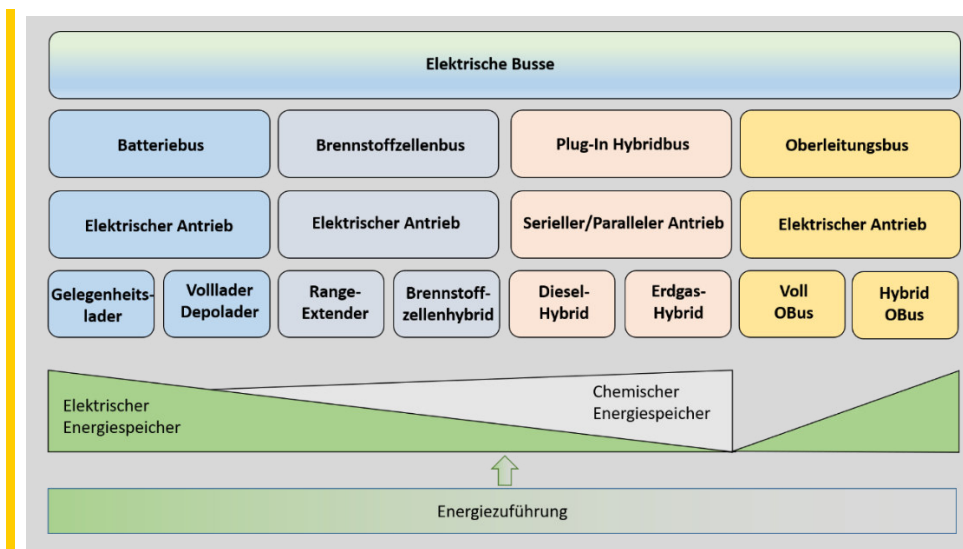 Elektrische Busse
Batteriebus
Brennstoffzellenbus
Plug-In Hybridbus
Oberleitungsbus
Elektrischer Antrieb
Elektrischer Antrieb
Serieller/Paralleler Antrieb
Elektrischer Antrieb
Gelegenheits-
lader
Volllader
Depolader
Range-
Extender
Brennstoff-
zellenhybrid
Diesel-
Hybrid
Erdgas-
Hybrid
Voll
OBus
Hybrid
OBus
Elektrischer
Energiespeicher
Chemischer
Energiespeicher
Energiezuführung